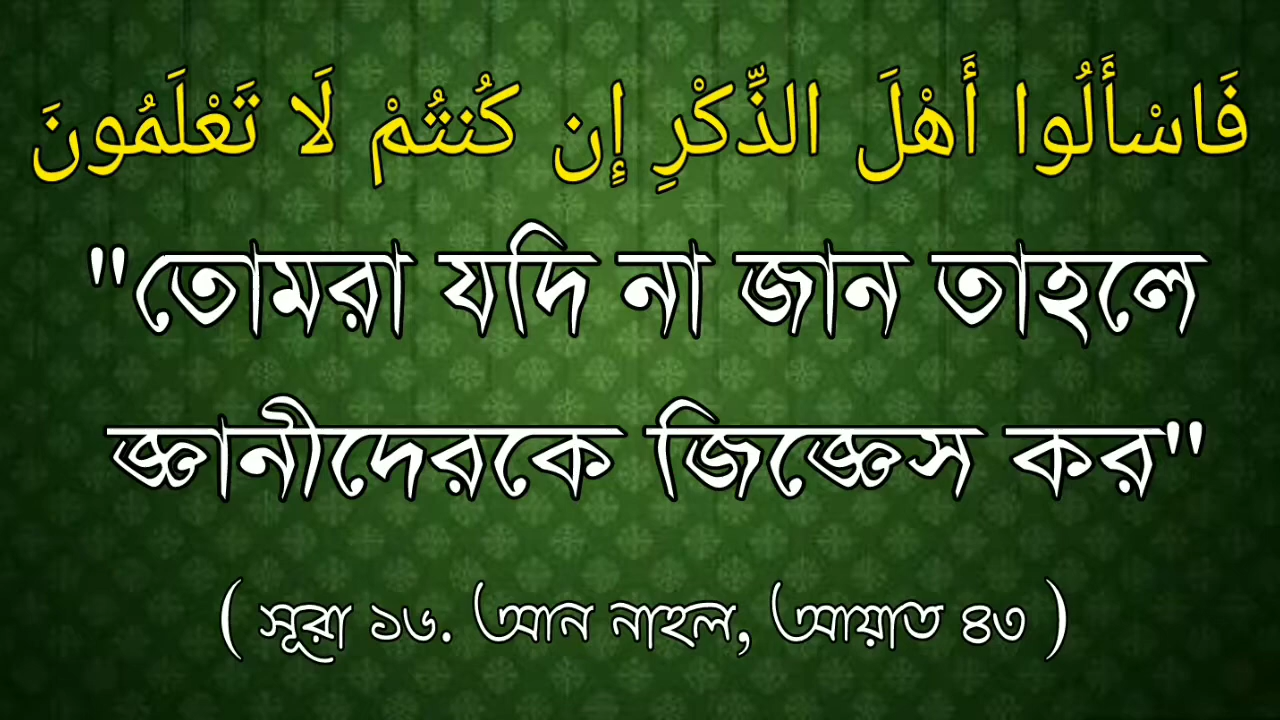 فَاسْأَلُوا أَهْلَ الذِّكْرِ إِن كُنتُمْ لَا تَعْلَمُونَ
"তোমরা যদি না জান তাহলে
জ্ঞানীদেরকে জিজ্ঞেস কর"
( সূরা ১৬. আন নাহল, আয়াত ৪৩ )